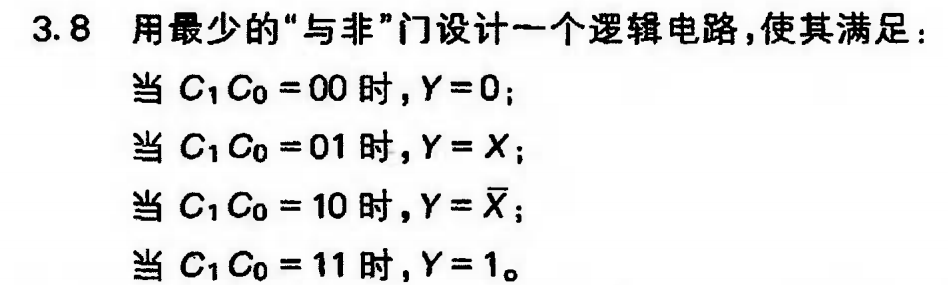 3.8 用最少的“与非”门设计一个逻辑电路,使其满足:
当 C₁C₀=00 时,Y=0;
当 C₁C₀=01 时,Y=X;
当 C₁C₀=10 时,Y=X̅;
当 C₁C₀=11 时,Y=1。